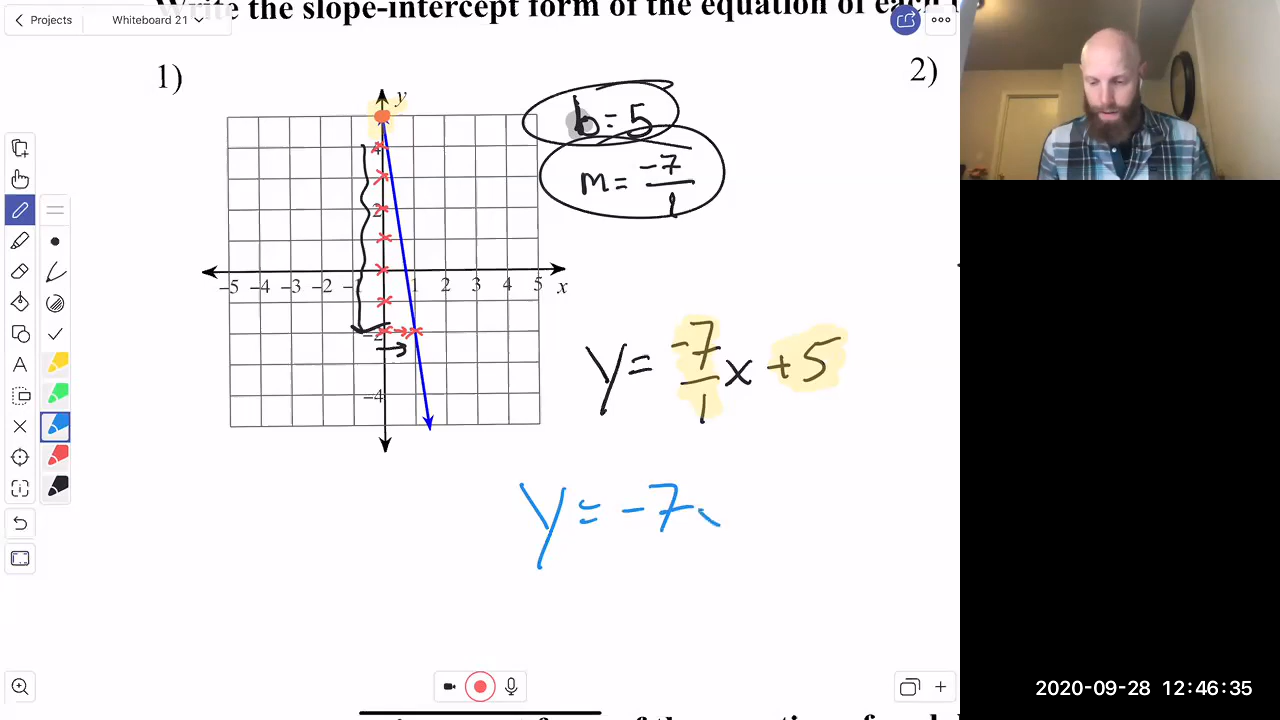 Projects
Whiteboard 21
Write the slope-intercept form of the equation of each
1)
2)
y
b = 5
m = -7/1
4
2
-5 -4 -3 -2 -1 1 2 3 4 5 x
-2
-4
y = -7/1 x + 5
y = -7
2020-09-28 12:46:35